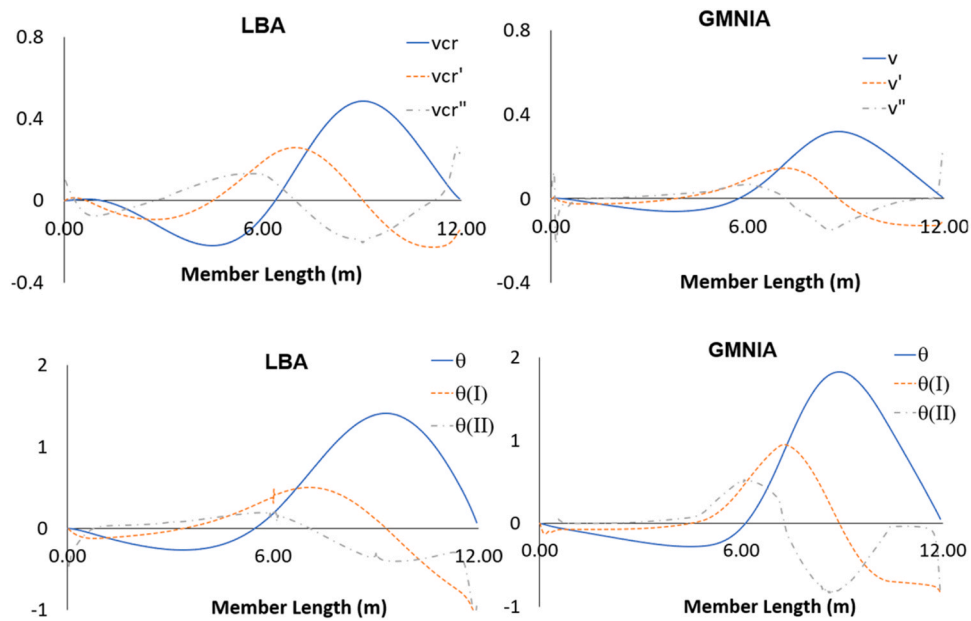 LBA
0.8
vcr
vcr'
vcr"
0.4
0
0.00
6.00
12.00
Member Length (m)
-0.4
GMNIA
0.8
v
v'
v"
0.4
0
0.00
6.00
12.00
Member Length (m)
-0.4
LBA
2
θ
θ(I)
θ(II)
1
0
0.00
6.00
12.00
-1
Member Length (m)
GMNIA
2
θ
θ(I)
θ(II)
1
0
0.00
6.00
12.00
-1
Member Length (m)